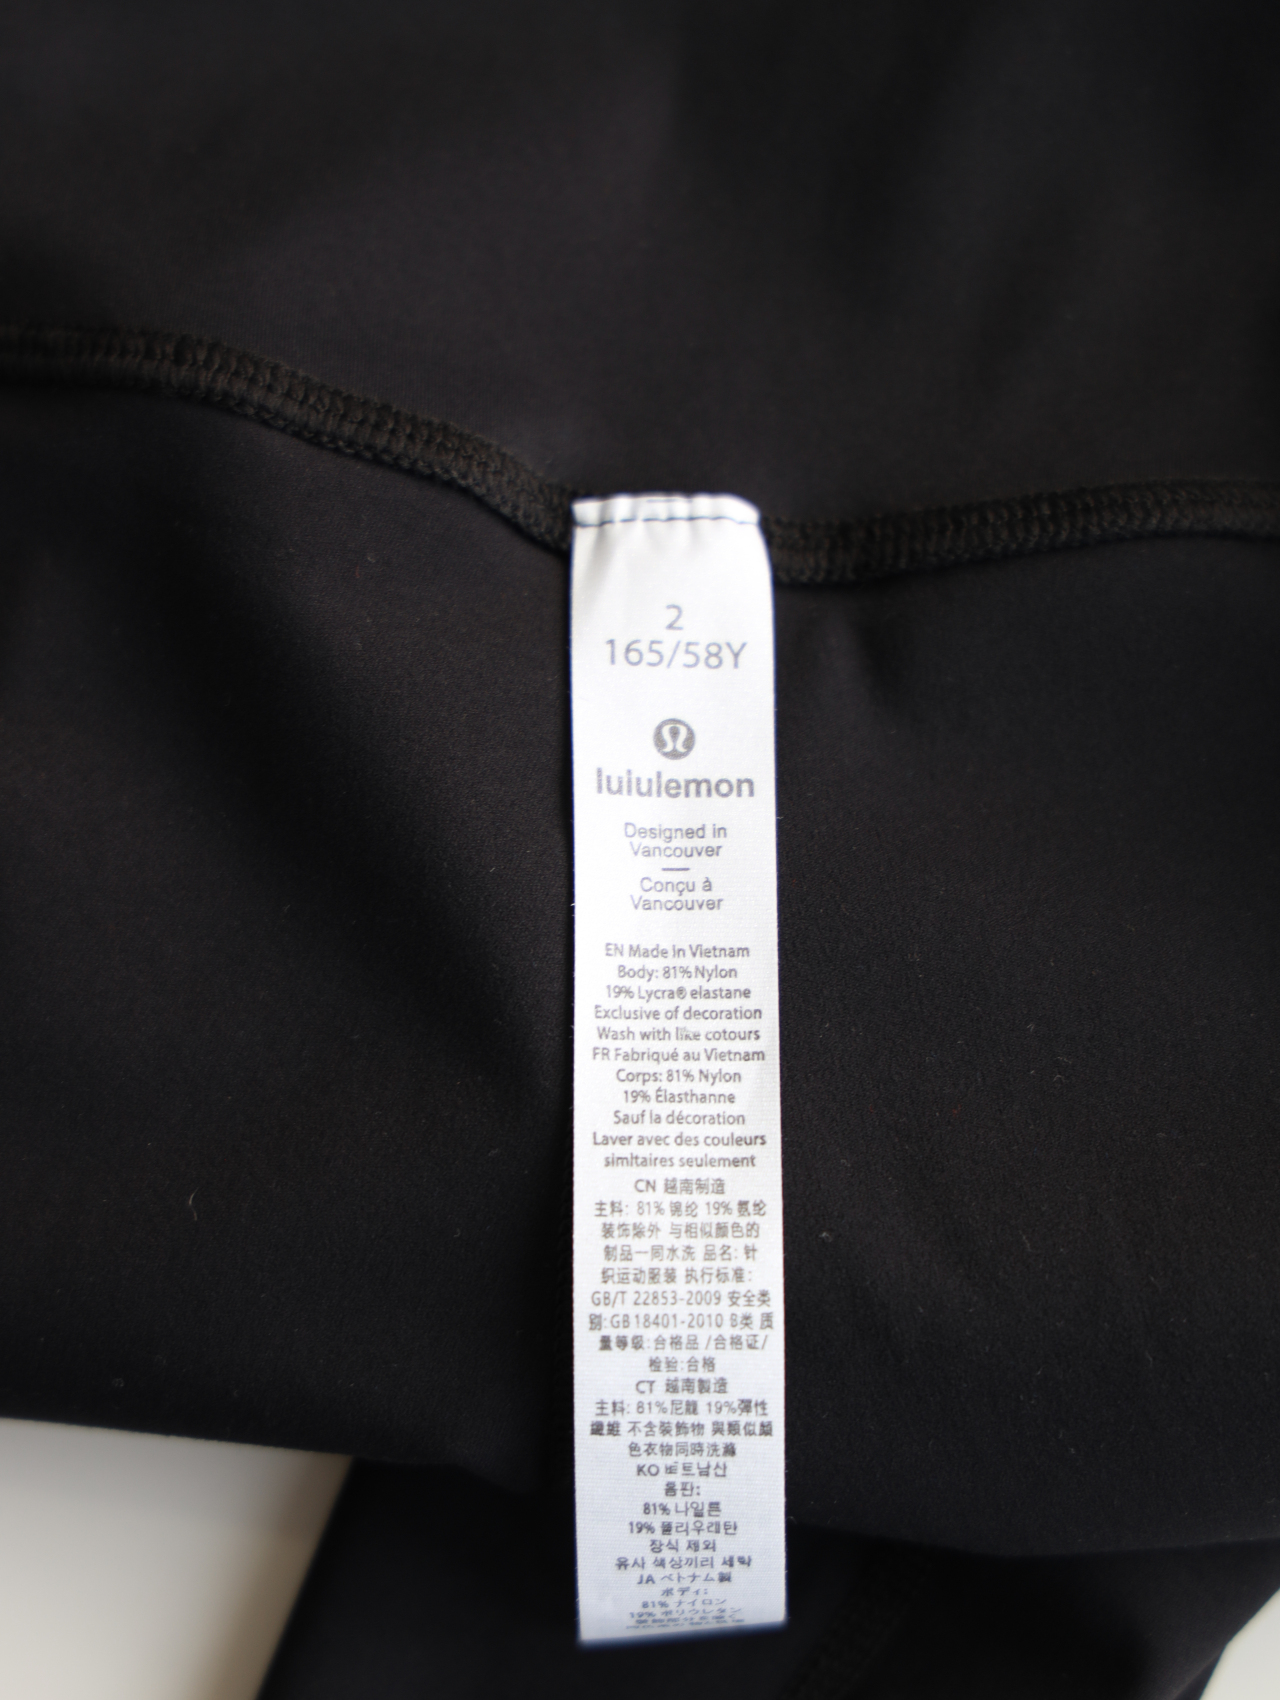 2
165/58Y
lululemon
Designed in
Vancouver
Conçu à
Vancouver
EN Made In Vietnam
Body: 81% Nylon
19% Lycra® elastane
Exclusive of decoration
Wash with like cotours
FR Fabriqué au Vietnam
Corps: 81% Nylon
19% Élasthanne
Sauf la décoration
Laver avec des couleurs
simltaires seulement
CN 越南制造
主料: 81% 锦纶 19% 氨纶
装饰除外 与相似颜色的
制品一同水洗 品名: 针
织运动服装 执行标准:
GB/T 22853-2009 安全类
别:GB18401-2010 B类 质
量等级:合格品 /合格证/
检验:合格
CT 越南製造
主料: 81%尼龍 19%彈性
纖維 不含裝飾物 與類似顏
色衣物同時洗滌
KO 베트남산
몸판:
81% 나일론
19% 폴리우레탄
장식 제외
유사 색상끼리 세탁
JA ベトナム製
ボディ:
81% ナイロン
19% ポリウレタン